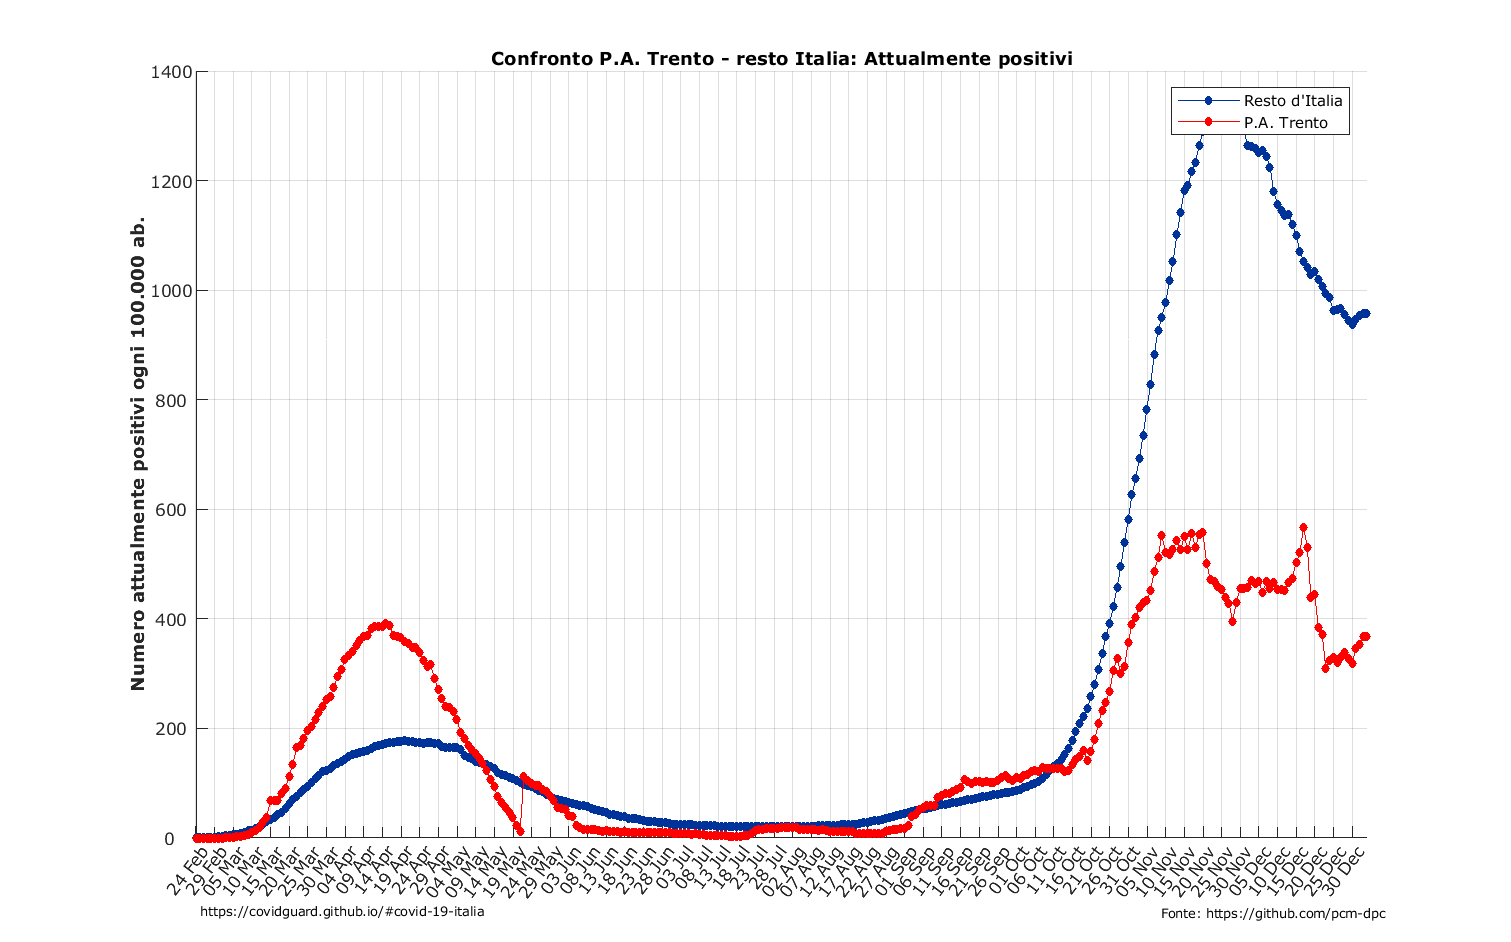 Confronto P.A. Trento - resto Italia: Attualmente positivi
Resto d'Italia
P.A. Trento
Numero attualmente positivi ogni 100.000 ab.
1400
1200
1000
800
600
400
200
0
24 Feb
29 Feb
05 Mar
10 Mar
15 Mar
20 Mar
25 Mar
30 Mar
04 Apr
09 Apr
14 Apr
19 Apr
24 Apr
29 Apr
04 May
09 May
14 May
19 May
24 May
29 May
03 Jun
08 Jun
13 Jun
18 Jun
23 Jun
28 Jun
03 Jul
08 Jul
13 Jul
18 Jul
23 Jul
28 Jul
02 Aug
07 Aug
12 Aug
17 Aug
22 Aug
27 Aug
01 Sep
06 Sep
11 Sep
16 Sep
21 Sep
26 Sep
01 Oct
06 Oct
11 Oct
16 Oct
21 Oct
26 Oct
31 Oct
05 Nov
10 Nov
15 Nov
20 Nov
25 Nov
30 Nov
05 Dec
10 Dec
15 Dec
20 Dec
25 Dec
30 Dec
https://covidguard.github.io/#covid-19-italia
Fonte: https://github.com/pcm-dpc